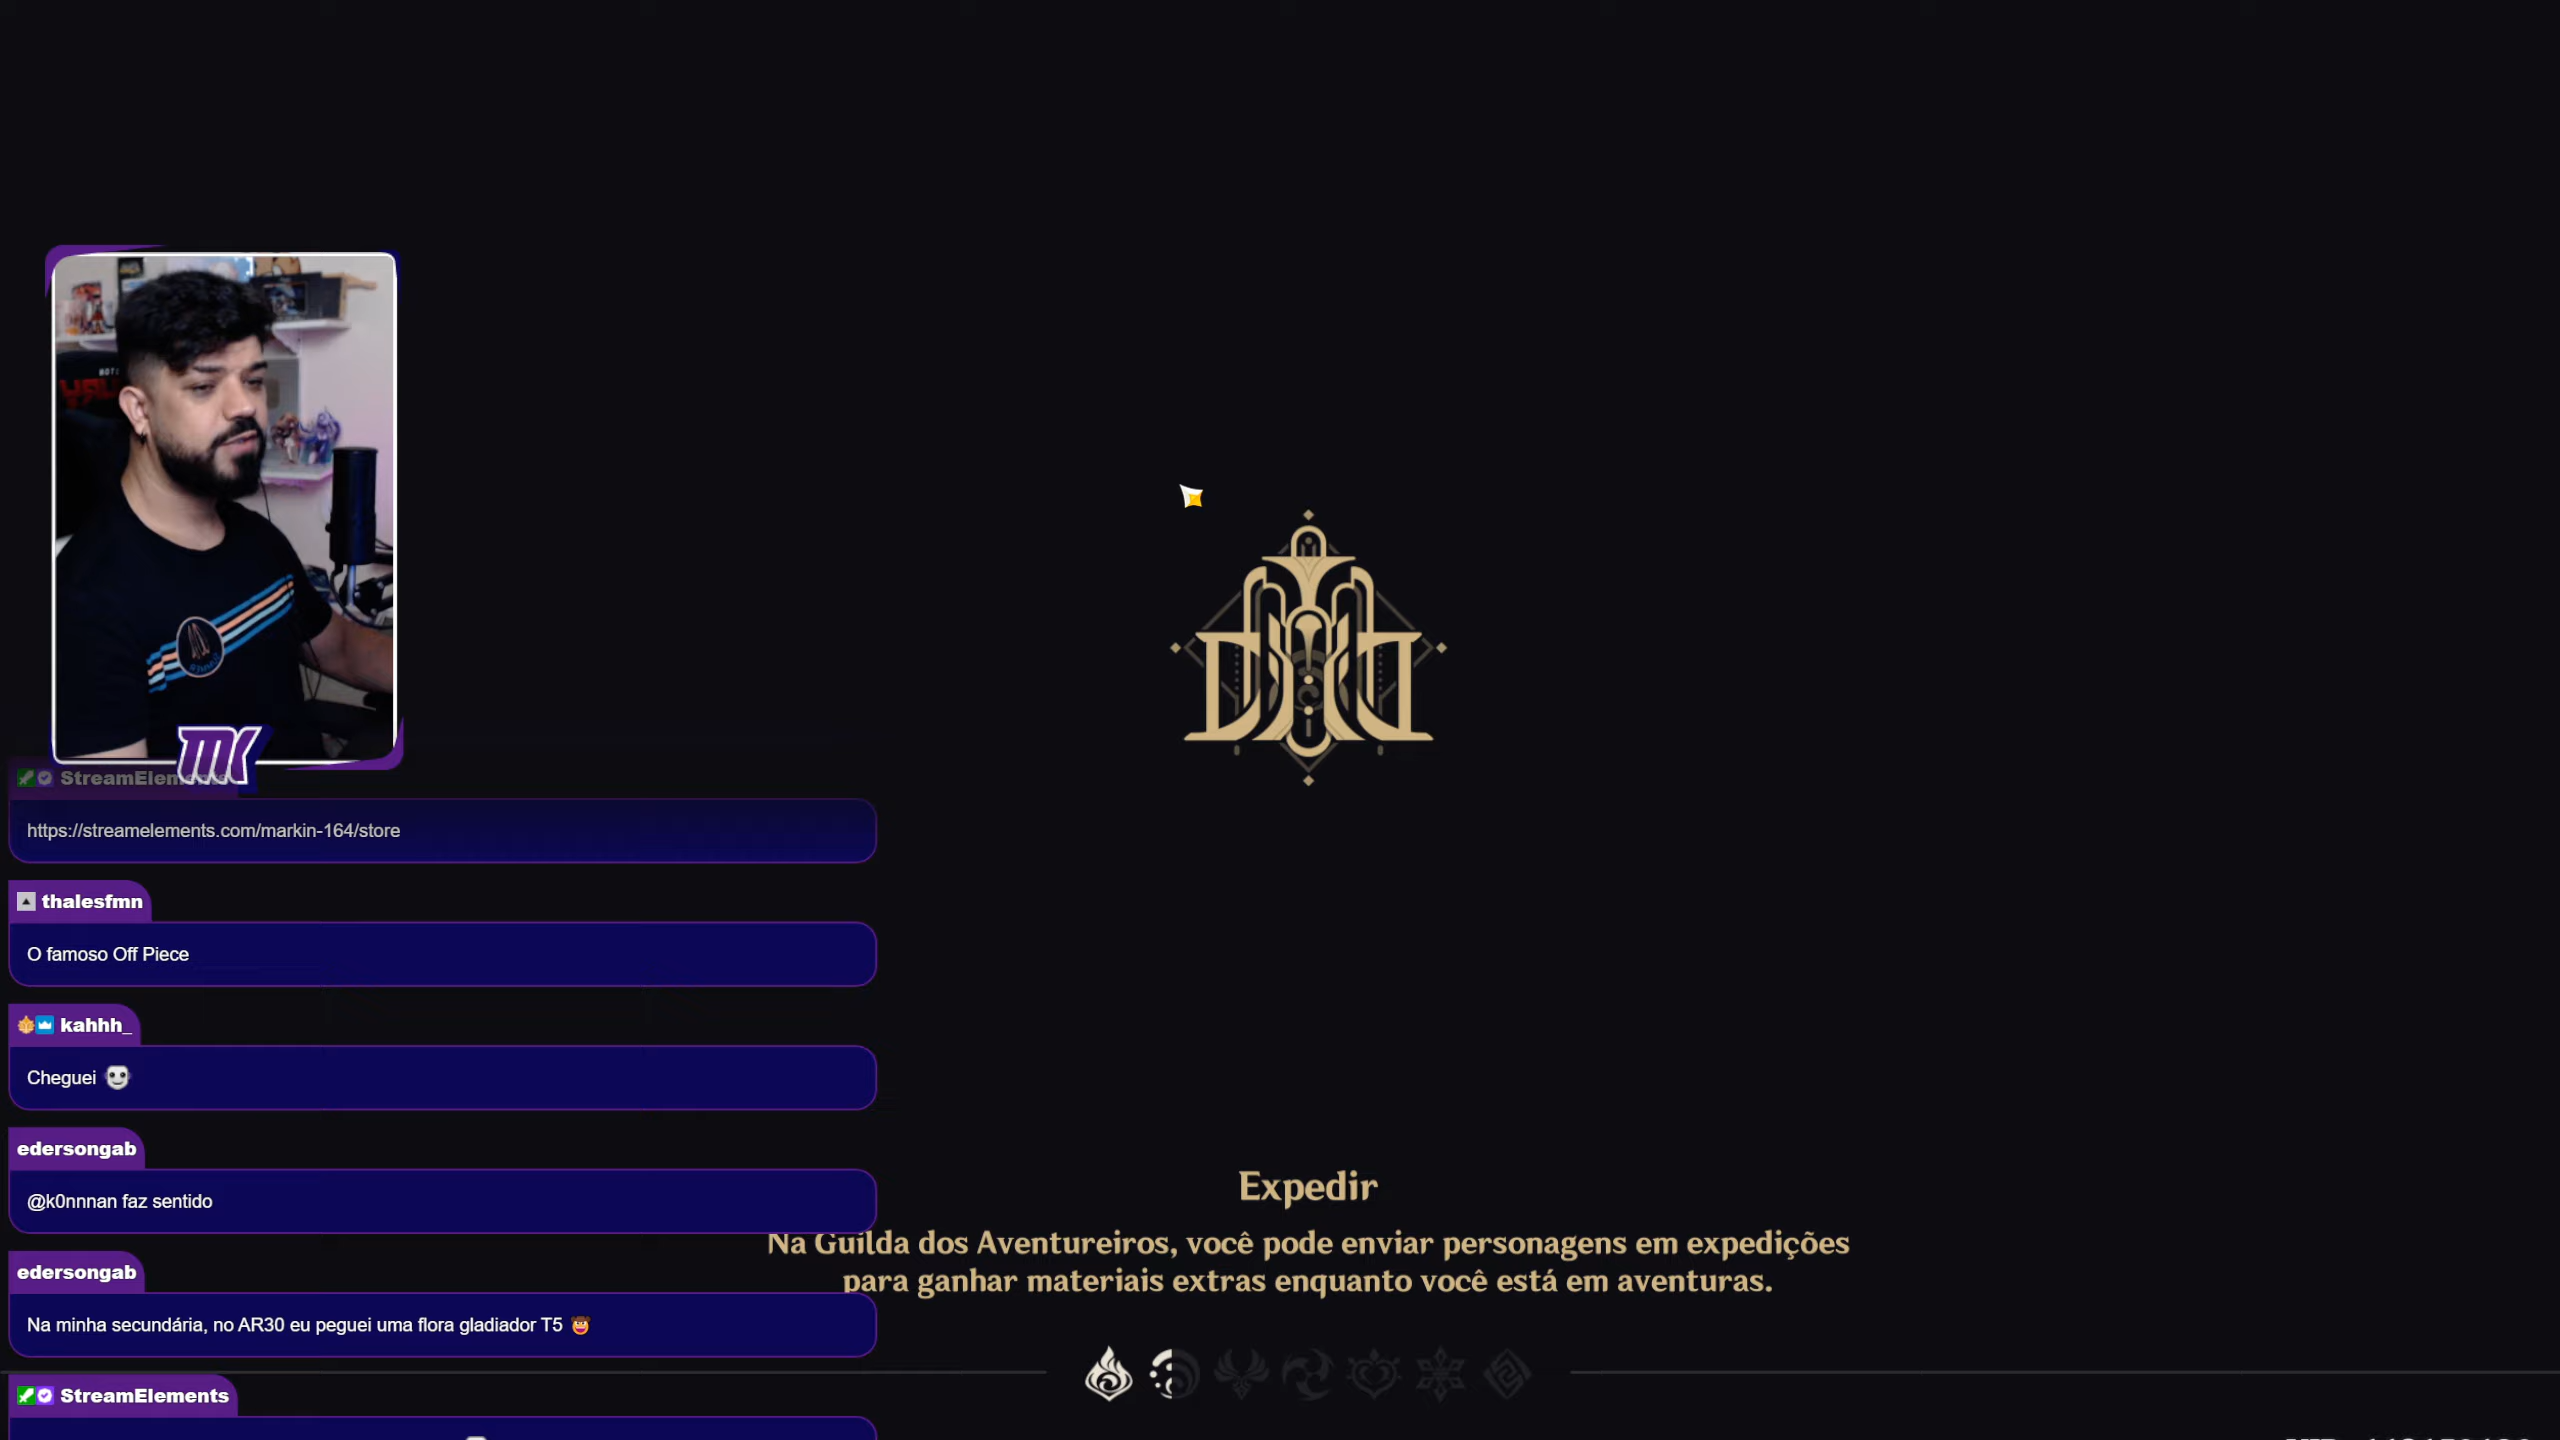 MK
StreamElements
https://streamelements.com/markin-164/store
thalesfmn
O famoso Off Piece
kahhh_
Cheguei
edersongab
@k0nnnan faz sentido
edersongab
Na minha secundária, no AR30 eu peguei uma flora gladiador T5
StreamElements
Expedir
Na Guilda dos Aventureiros, você pode enviar personagens em expedições
para ganhar materiais extras enquanto você está em aventuras.